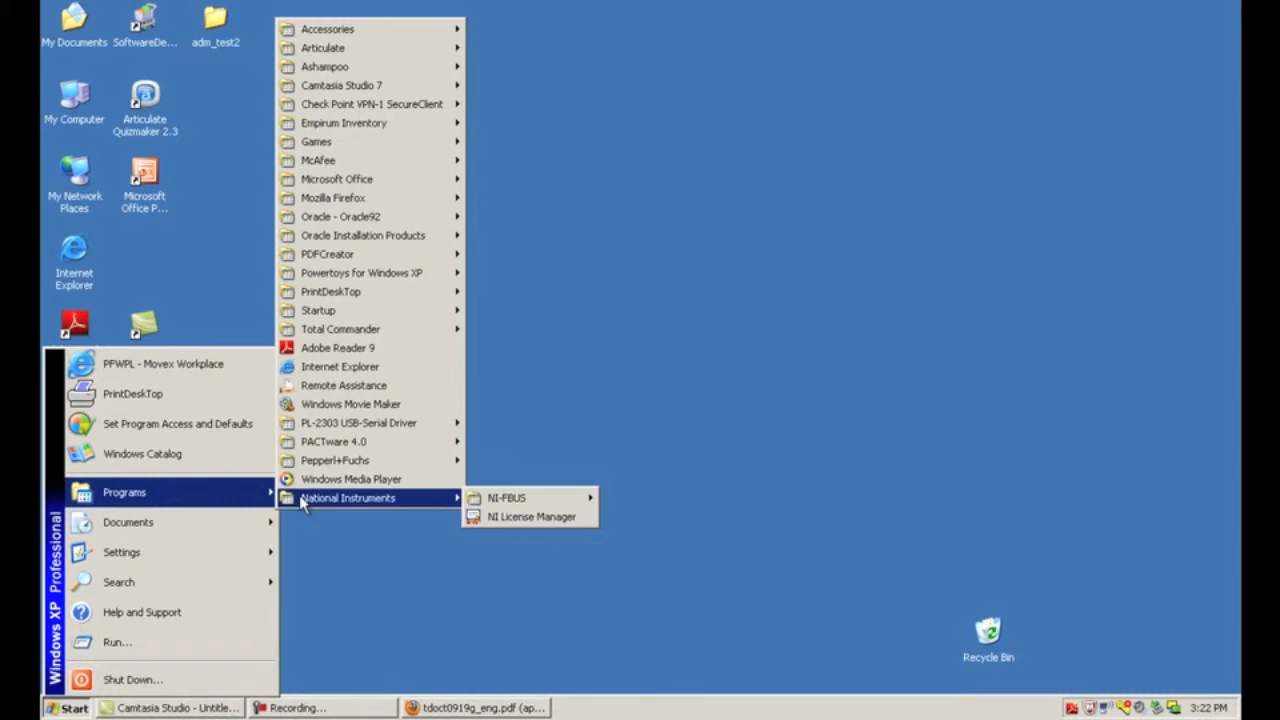 My Documents
SoftwareDe...
adm_test2
My Computer
Articulate
Quizmaker 2.3
My Network
Places
Microsoft
Office P...
Internet
Explorer
Accessories
Articulate
Ashampoo
Camtasia Studio 7
Check Point VPN-1 SecureClient
Empirum Inventory
Games
McAfee
Microsoft Office
Mozilla Firefox
Oracle - Oracle92
Oracle Installation Products
PDFCreator
Powertoys for Windows XP
PrintDeskTop
Startup
Total Commander
Adobe Reader 9
Internet Explorer
Remote Assistance
Windows Movie Maker
PL-2303 USB-Serial Driver
PACTware 4.0
Pepperl+Fuchs
Windows Media Player
National Instruments
NI-FBUS
NI License Manager
PFWPL - Movex Workplace
PrintDeskTop
Set Program Access and Defaults
Windows Catalog
Programs
Documents
Settings
Search
Help and Support
Run...
Shut Down...
Windows XP Professional
Recycle Bin
Start
Camtasia Studio - Untitle...
Recording...
tdoct0919g_eng.pdf (ap...
3:22 PM